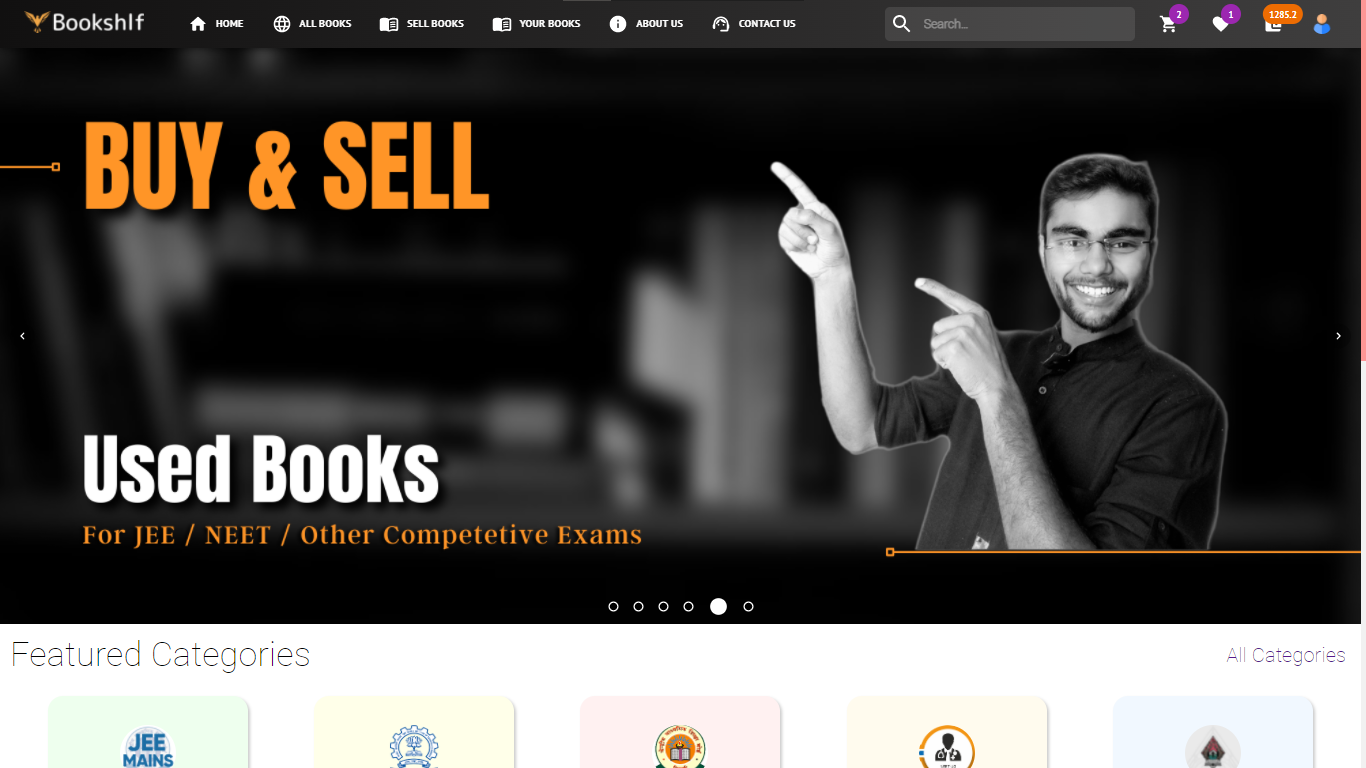 Bookshlf
HOME
ALL BOOKS
SELL BOOKS
YOUR BOOKS
ABOUT US
CONTACT US
Search...
2
1
1285.2
BUY & SELL
Used Books
For JEE / NEET / Other Competetive Exams
Featured Categories
All Categories
JEE
MAINS